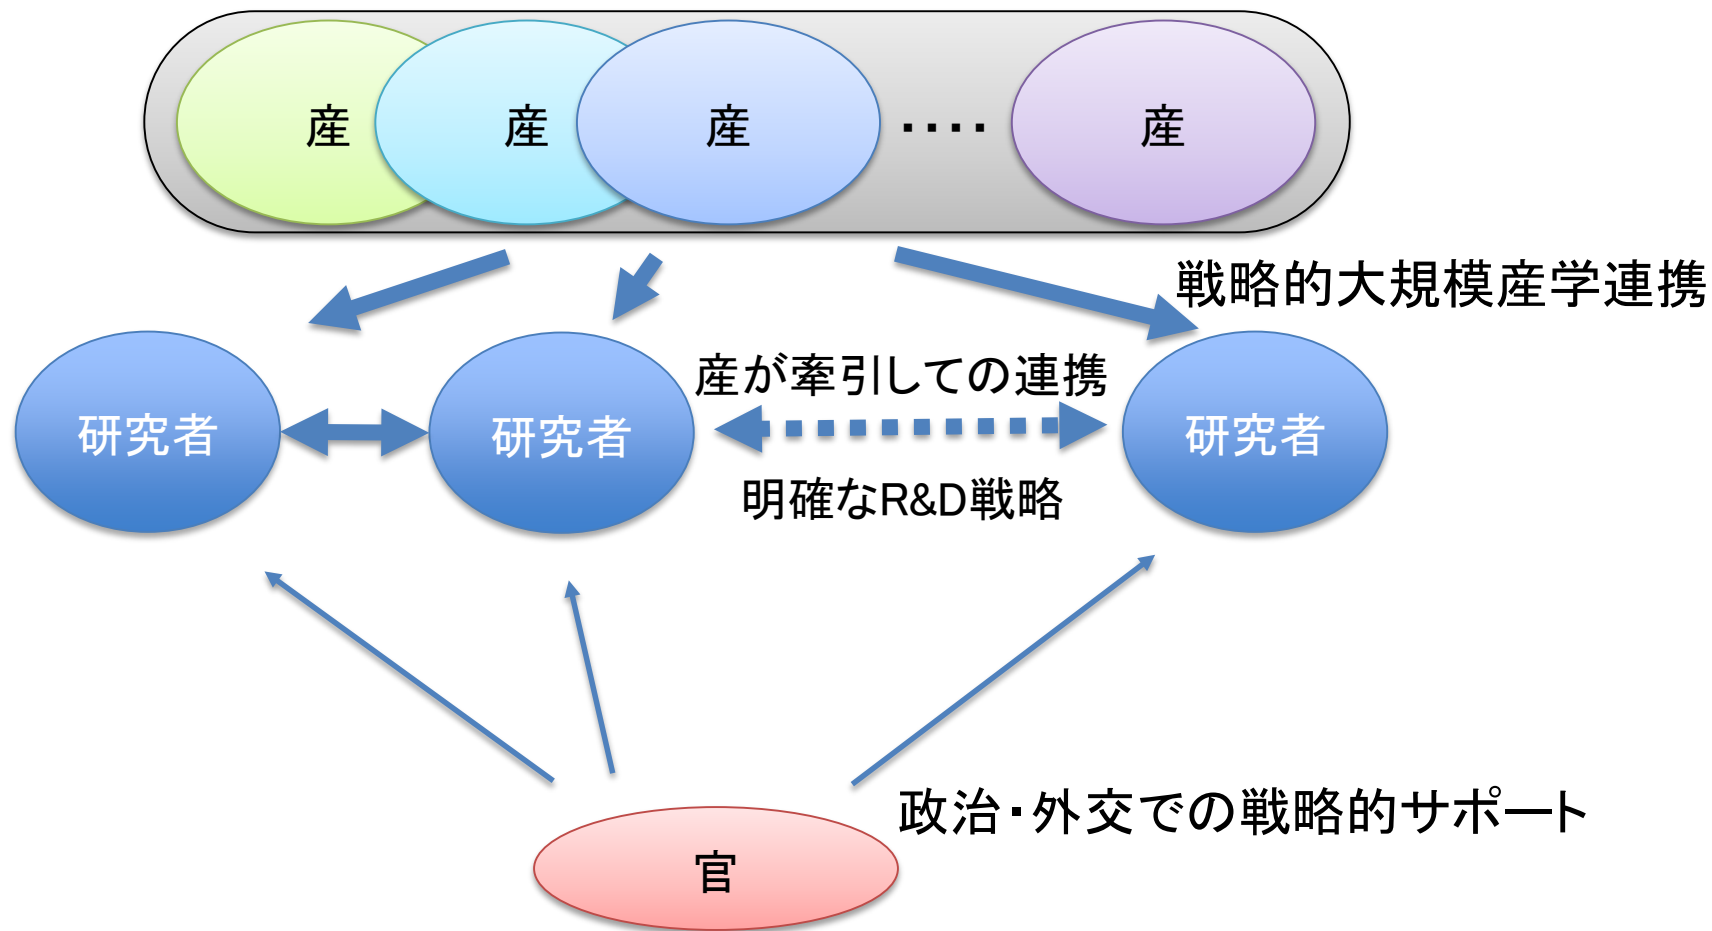 産
産
産
・・・・
産
戦略的大規模産学連携
産が牽引しての連携
研究者
研究者
研究者
明確なR&D戦略
政治・外交での戦略的サポート
官